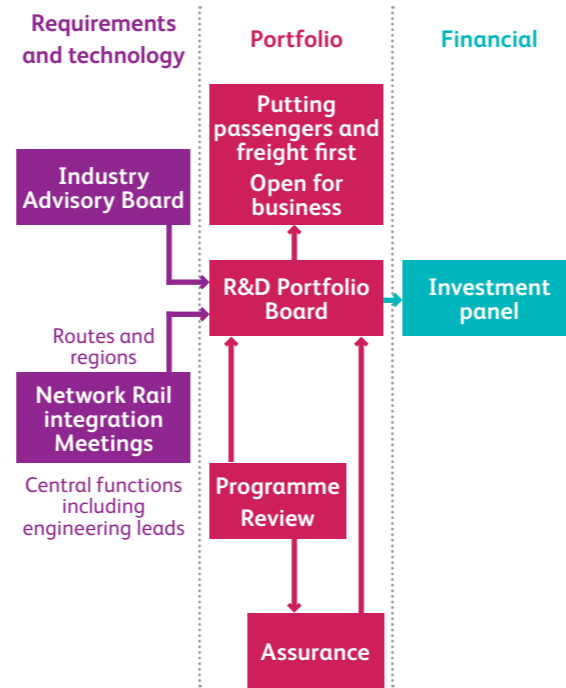 Requirements
and technology
Portfolio
Financial
Putting
passengers and
freight first
Open for
business
Industry
Advisory Board
R&D Portfolio
Board
Investment
panel
Routes and
regions
Network Rail
integration
Meetings
Central functions
including
engineering leads
Programme
Review
Assurance